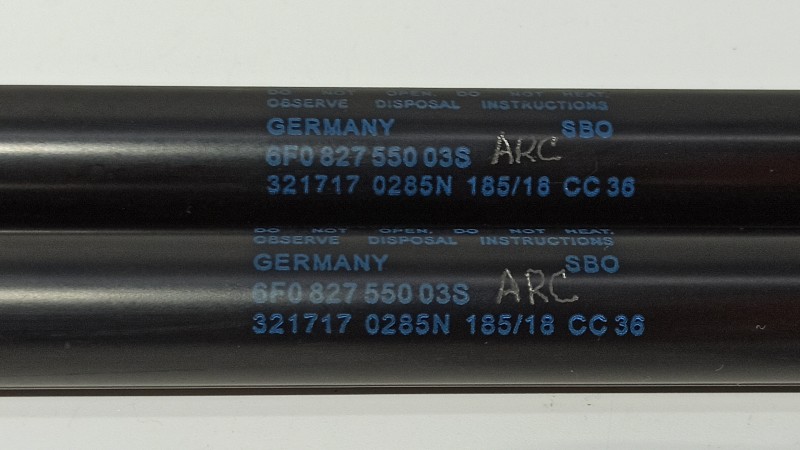 DO NOT OPEN, DO NOT HEAT,
OBSERVE DISPOSAL INSTRUCTIONS
GERMANY SBO
6F0 827 550 03S ARC
321717 0285N 185/18 CC 36
DO NOT OPEN, DO NOT HEAT,
OBSERVE DISPOSAL INSTRUCTIONS
GERMANY SBO
6F0 827 550 03S ARC
321717 0285N 185/18 CC 36